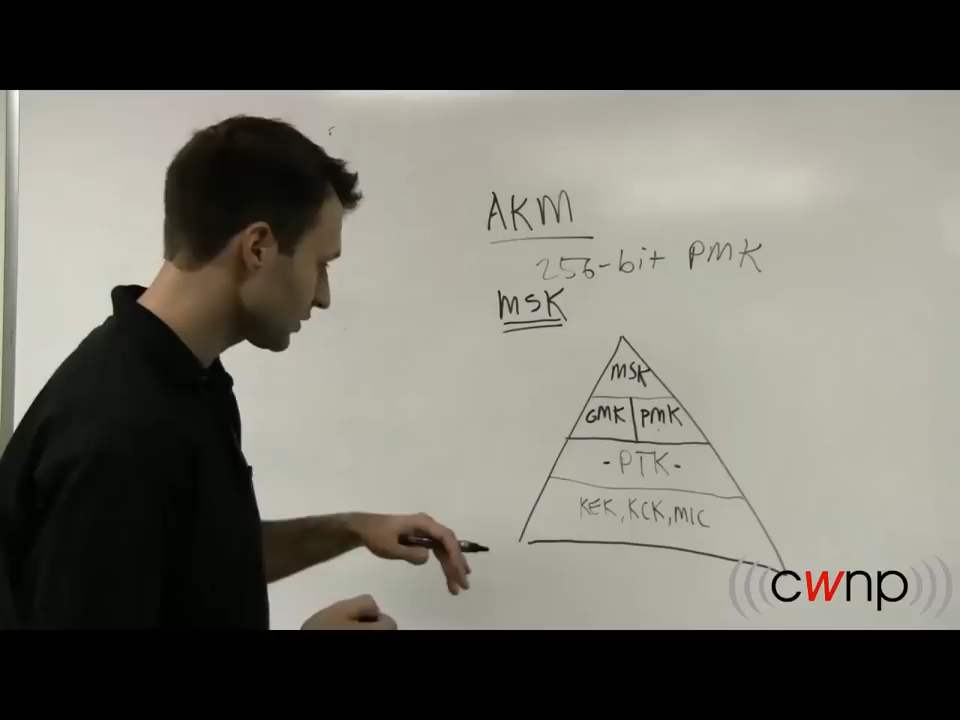 AKM
256-bit PMK
MSK
MSK
GMK PMK
-PTK-
KEK, KCK, MIC
cwnp